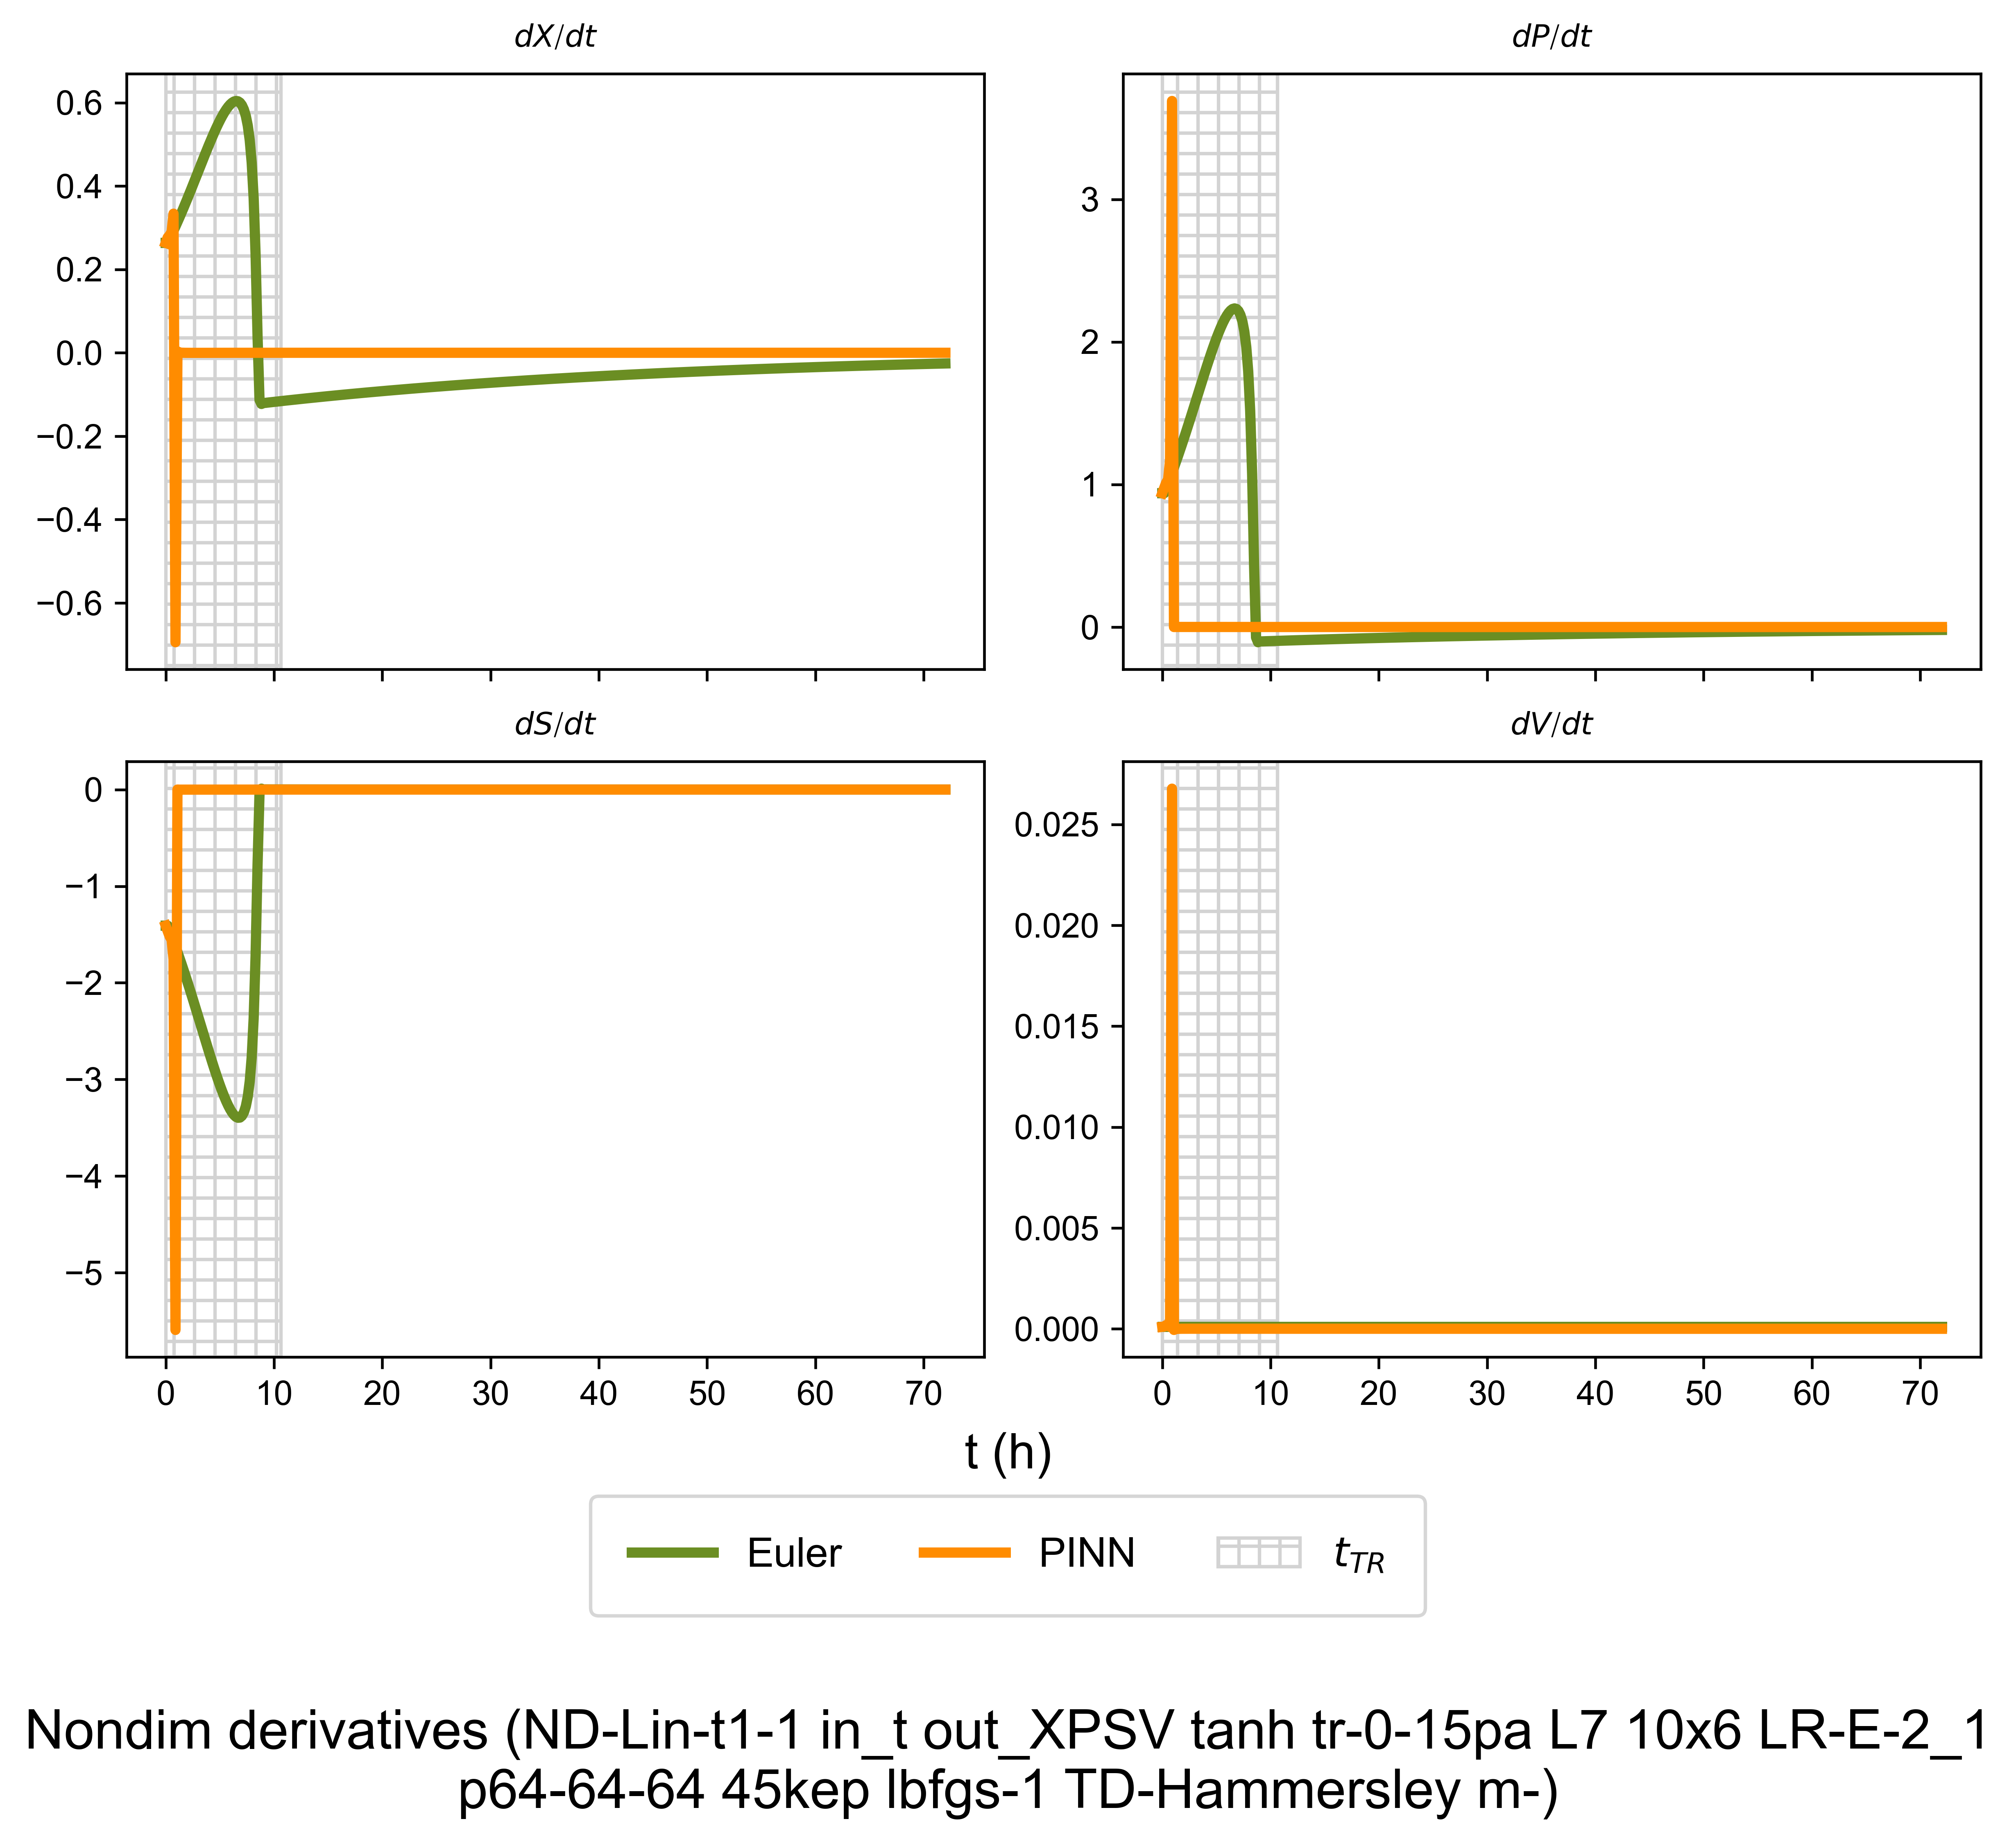 dX/dt
dP/dt
0.6
0.4
0.2
0.0
−0.2
−0.4
−0.6
3
2
1
0
dS/dt
dV/dt
0
−1
−2
−3
−4
−5
0.025
0.020
0.015
0.010
0.005
0.000
0 10 20 30 40 50 60 70
0 10 20 30 40 50 60 70
t (h)
Euler PINN t_TR
Nondim derivatives (ND-Lin-t1-1 in_t out_XPSV tanh tr-0-15pa L7 10x6 LR-E-2_1
p64-64-64 45kep lbfgs-1 TD-Hammersley m-)